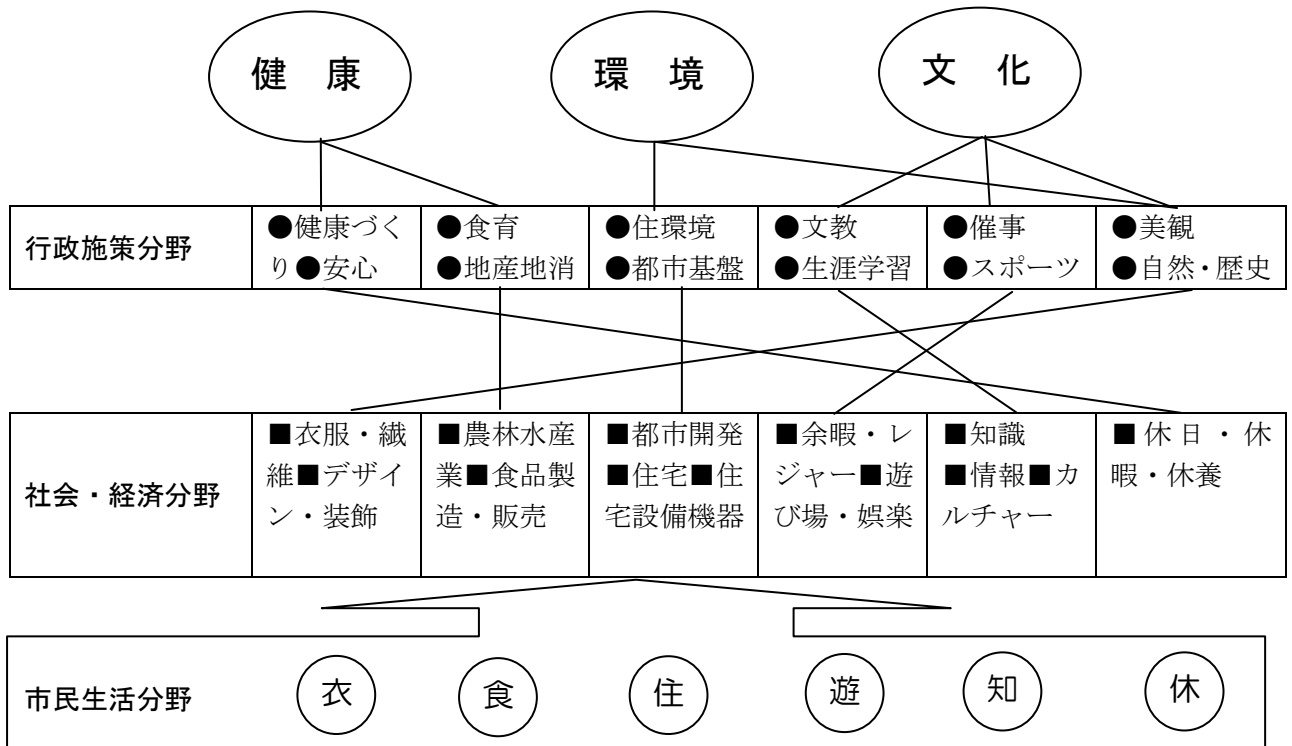 健 康
環 境
文 化
行政施策分野
●健康づく
り●安心
●食育
●地産地消
●住環境
●都市基盤
●文教
●生涯学習
●催事
●スポーツ
●美観
●自然・歴史
社会・経済分野
■衣服・繊
維■デザイ
ン・装飾
■農林水産
業■食品製
造・販売
■都市開発
■住宅■住
宅設備機器
■余暇・レ
ジャー■遊
び場・娯楽
■知識
■情報■カ
ルチャー
■休日・休
暇・休養
市民生活分野
衣
食
住
遊
知
休